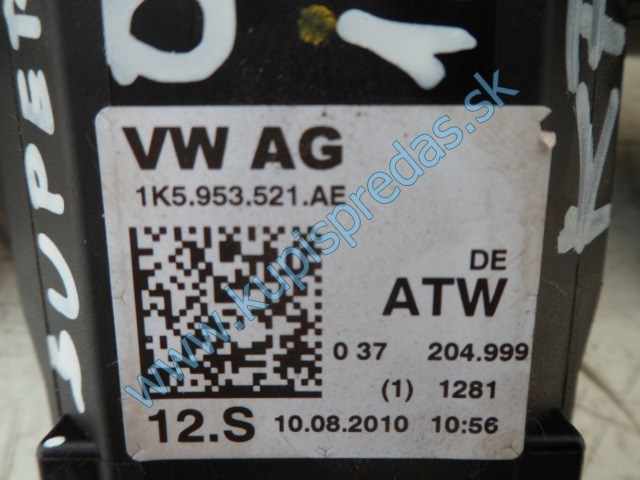 SUPER
VW AG
1K5.953.521.AE
DE
ATW
0 37 204.999
(1) 1281
12.S 10.08.2010 10:56
www.kupispredas.sk